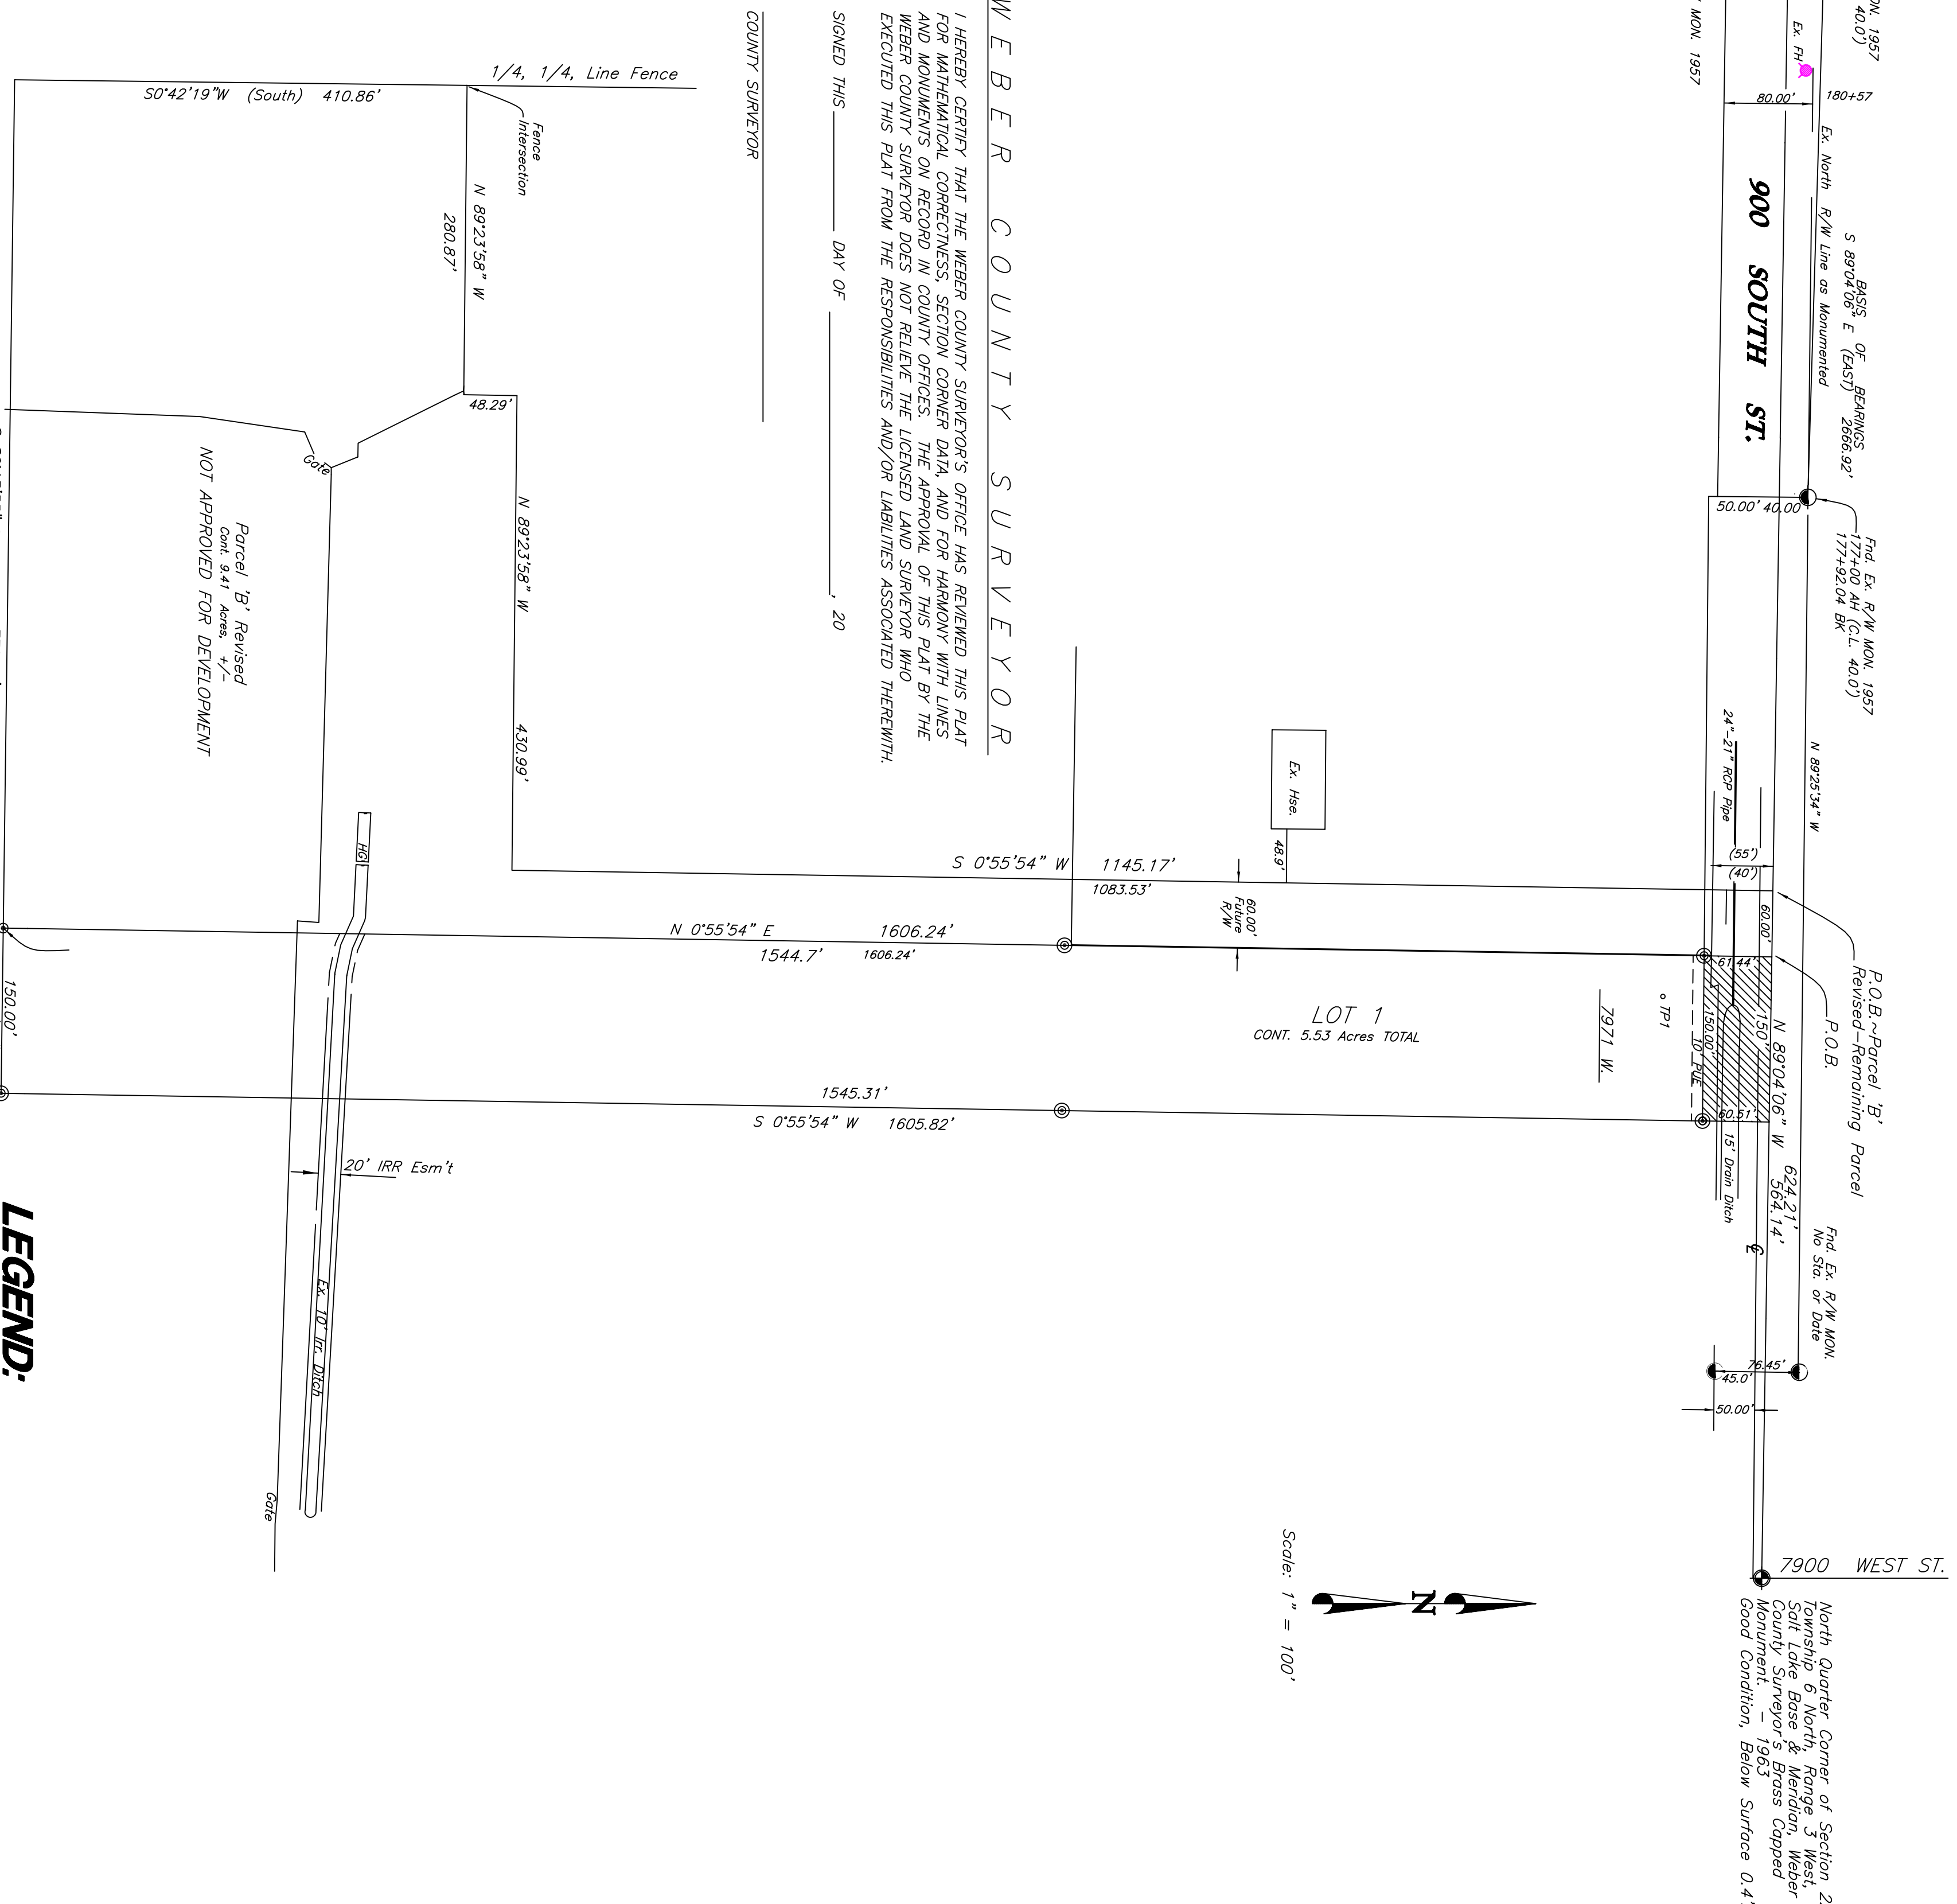 40.0')
180+57
Ex. North R/W Line as Monumented
BASIS OF BEARINGS
S 89°04'06" E (EAST) 2666.92'
Fnd. Ex. R/W MON. 1957
177+00 AH (C.L. 40.0')
177+92.04 BK
N 89°25'34" W
P.O.B.~Parcel 'B'
Revised-Remaining Parcel
P.O.B.
Fnd. Ex. R/W MON.
No Sta. or Date
Ex. FH
80.00'
MON. 1957
900 SOUTH ST.
50.00' 40.00'
24"-21" RCP Pipe
(55')
(40')
60.00'
61.44'
150'
150.00'
10' PUE
60.51'
N 89°04'06" W 624.21'
564.14'
15' Drain Ditch
76.45'
45.0'
50.00'
7900 WEST ST.
North Quarter Corner of Section 2
Township 6 North, Range 3 West,
Salt Lake Base & Meridian, Weber
County Surveyor's Brass Capped
Monument. - 1963
Good Condition, Below Surface 0.4'
TP1
7971 W.
LOT 1
CONT. 5.53 Acres TOTAL
Ex. Hse.
48.9'
60.00'
Future
R/W
N
Scale: 1" = 100'
S 0°55'54" W 1145.17'
1083.53'
N 0°55'54" E 1606.24'
1544.7' 1606.24'
1545.31'
S 0°55'54" W 1605.82'
WEBER COUNTY SURVEYOR
I HEREBY CERTIFY THAT THE WEBER COUNTY SURVEYOR'S OFFICE HAS REVIEWED THIS PLAT
FOR MATHEMATICAL CORRECTNESS, SECTION CORNER DATA, AND FOR HARMONY WITH LINES
AND MONUMENTS ON RECORD IN COUNTY OFFICES. THE APPROVAL OF THIS PLAT BY THE
WEBER COUNTY SURVEYOR DOES NOT RELIEVE THE LICENSED LAND SURVEYOR WHO
EXECUTED THIS PLAT FROM THE RESPONSIBILITIES AND/OR LIABILITIES ASSOCIATED THEREWITH.
SIGNED THIS DAY OF , 20
COUNTY SURVEYOR
1/4, 1/4, Line Fence
S0°42'19"W (South) 410.86'
Fence
Intersection
N 89°23'58" W
280.87'
48.29'
N 89°23'58" W 430.99'
Gate
Parcel 'B' Revised
Cont. 9.41 Acres, +/-
NOT APPROVED FOR DEVELOPMENT
HG
20' IRR Esm't
Ex. 10' Irr. Ditch
Gate
150.00'
LEGEND: